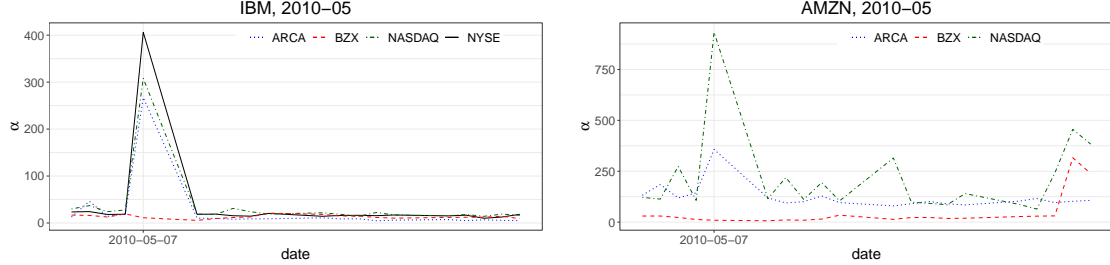 IBM, 2010−05
ARCA BZX NASDAQ NYSE
400
300
200
100
0
α
2010−05−07
date
AMZN, 2010−05
ARCA BZX NASDAQ
750
500
250
0
α
2010−05−07
date